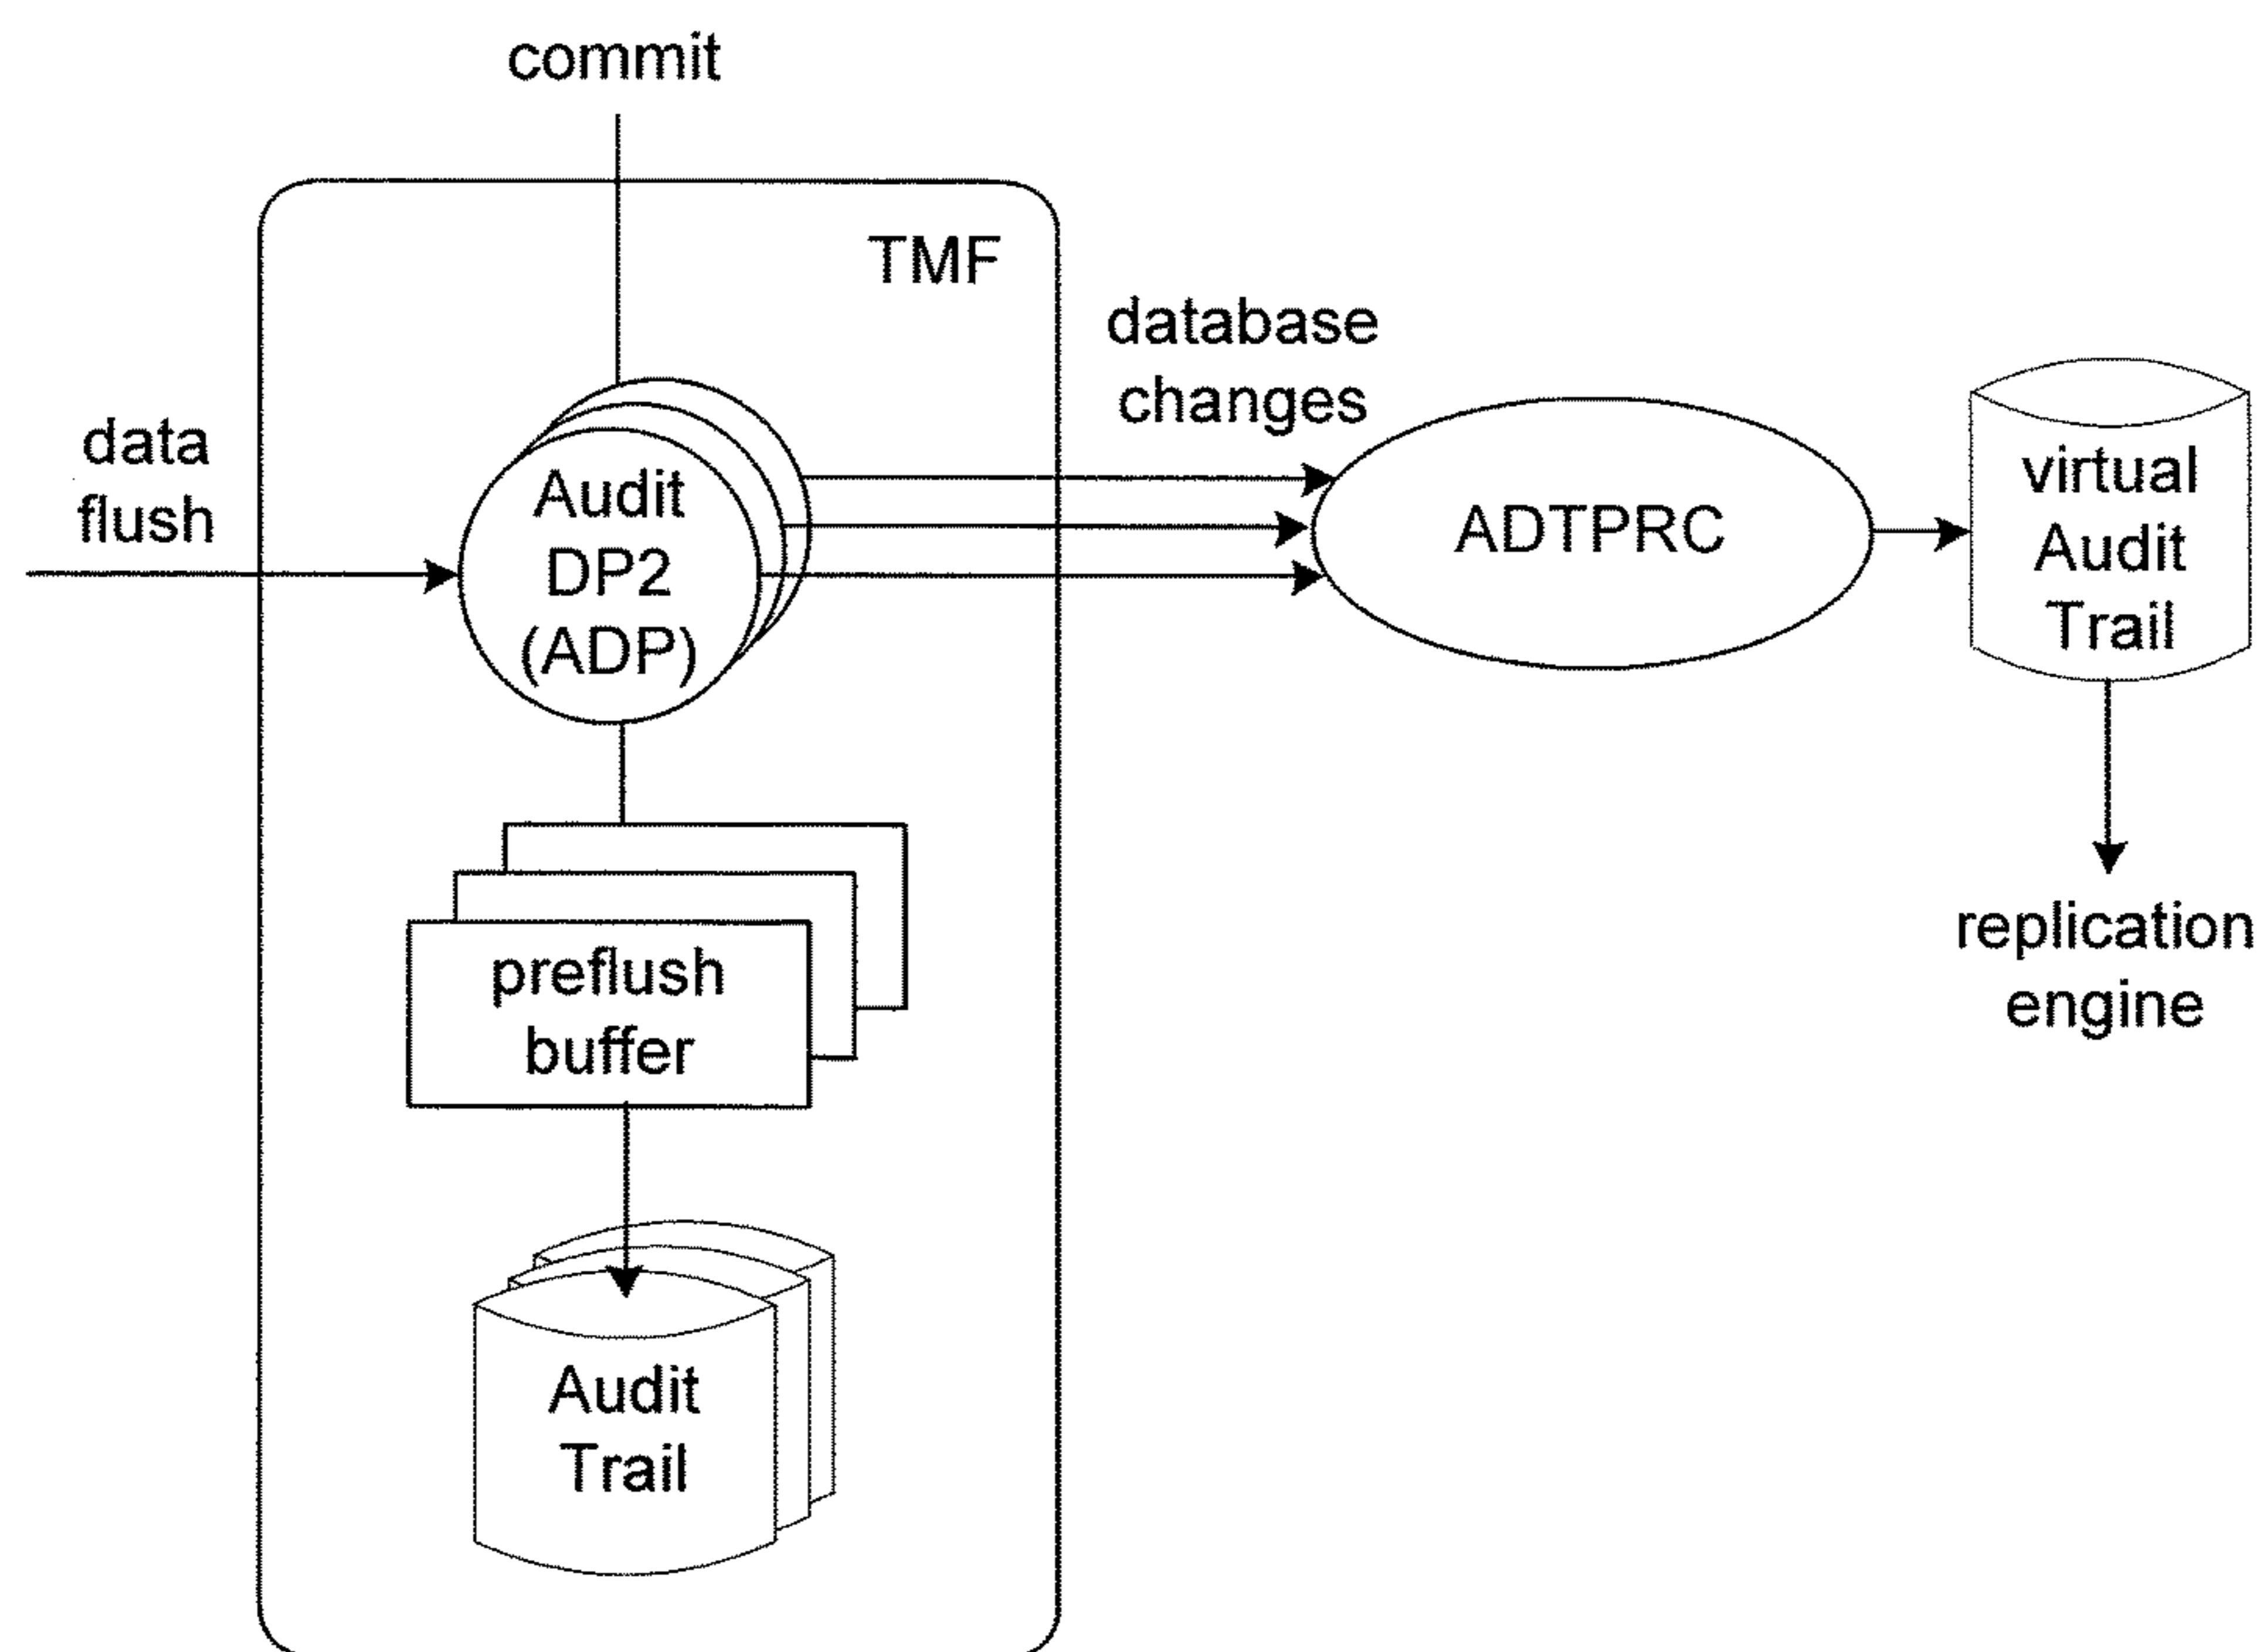 commit
TMF
database
changes
data
flush
Audit
DP2
(ADP)
ADTPRC
virtual
Audit
Trail
replication
engine
preflush
buffer
Audit
Trail